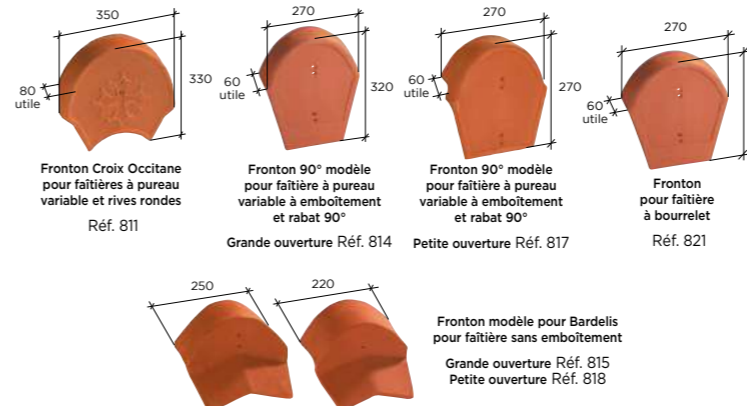 350
330
80
utile
Fronton Croix Occitane
pour faîtières à pureau
variable et rives rondes
Réf. 811
270
320
60
utile
Fronton 90° modèle
pour faîtière à pureau
variable à emboîtement
et rabat 90°
Grande ouverture Réf. 814
270
270
60
utile
Fronton 90° modèle
pour faîtière à pureau
variable à emboîtement
et rabat 90°
Petite ouverture Réf. 817
270
60
utile
Fronton
pour faîtière
à bourrelet
Réf. 821
250
220
Fronton modèle pour Bardelis
pour faîtière sans emboîtement
Grande ouverture Réf. 815
Petite ouverture Réf. 818